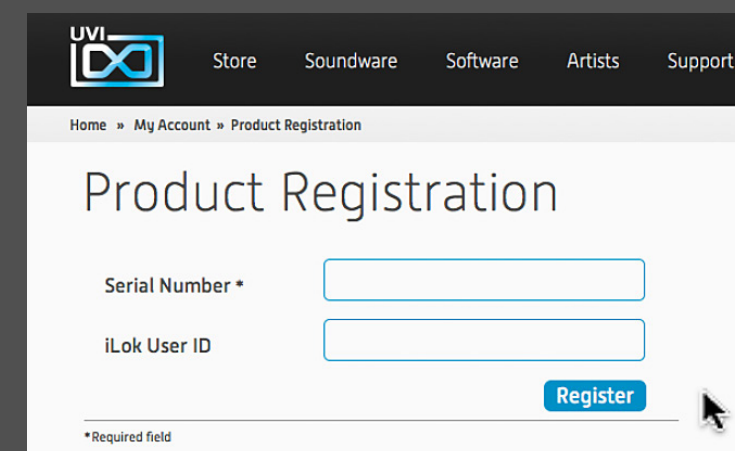 UVI
Store Soundware Software Artists Support
Home » My Account » Product Registration
Product Registration
Serial Number *
iLok User ID
Register
*Required field